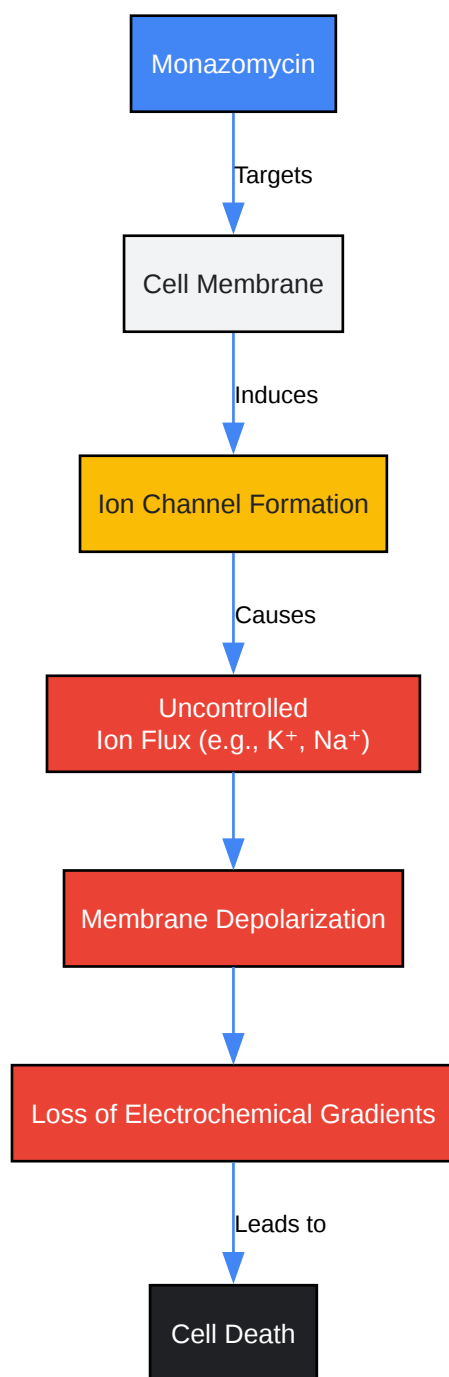 Monazomycin
Targets
Cell Membrane
Induces
Ion Channel Formation
Causes
Uncontrolled
Ion Flux (e.g., K⁺, Na⁺)
Membrane Depolarization
Loss of Electrochemical Gradients
Leads to
Cell Death